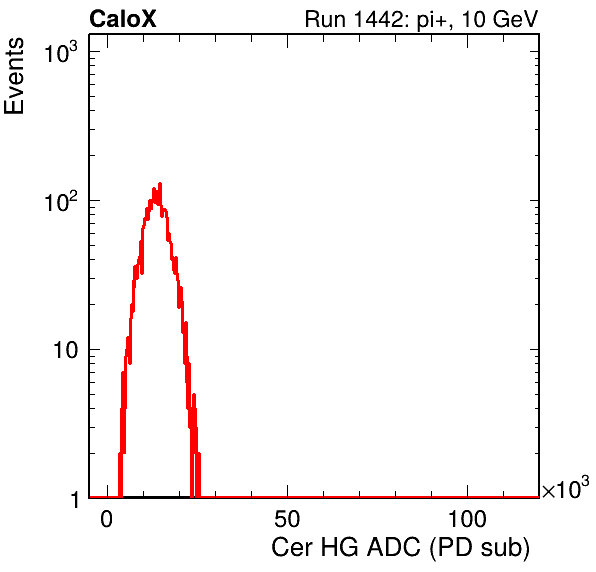 CaloX Run 1442: pi+, 10 GeV
Events
10³
10²
10
1
0 50 100 ×10³
Cer HG ADC (PD sub)